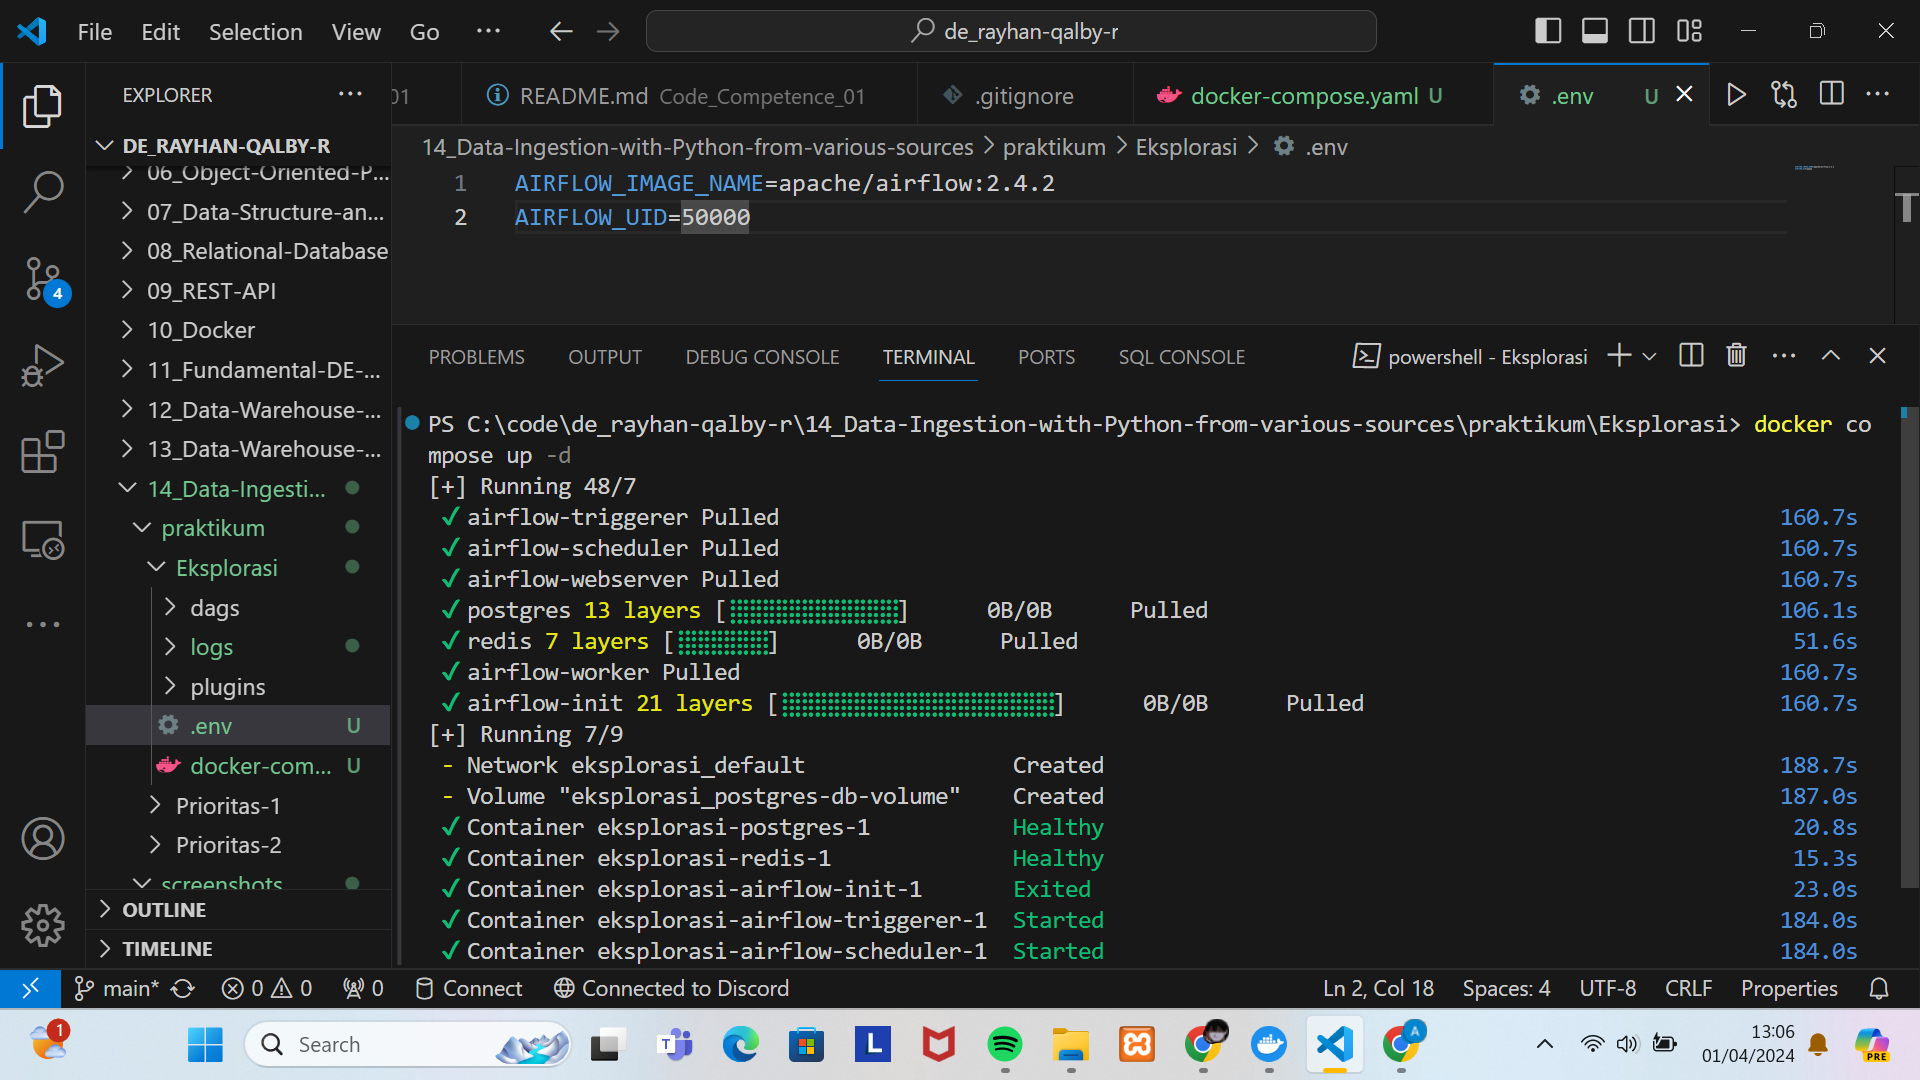 File Edit Selection View Go ··· de_rayhan-qalby-r
EXPLORER
DE_RAYHAN-QALBY-R
06_Object-Oriented-P...
07_Data-Structure-an...
08_Relational-Database
09_REST-API
10_Docker
11_Fundamental-DE-...
12_Data-Warehouse-...
13_Data-Warehouse-...
14_Data-Ingesti...
praktikum
Eksplorasi
dags
logs
plugins
.env U
docker-com... U
Prioritas-1
Prioritas-2
screenshots
OUTLINE
TIMELINE
4
01 README.md Code_Competence_01 .gitignore docker-compose.yaml U .env U
14_Data-Ingestion-with-Python-from-various-sources > praktikum > Eksplorasi > .env
1 AIRFLOW_IMAGE_NAME=apache/airflow:2.4.2
2 AIRFLOW_UID=50000
PROBLEMS OUTPUT DEBUG CONSOLE TERMINAL PORTS SQL CONSOLE powershell - Eksplorasi
PS C:\code\de_rayhan-qalby-r\14_Data-Ingestion-with-Python-from-various-sources\praktikum\Eksplorasi> docker co
mpose up -d
[+] Running 48/7
✓ airflow-triggerer Pulled 160.7s
✓ airflow-scheduler Pulled 160.7s
✓ airflow-webserver Pulled 160.7s
✓ postgres 13 layers [⣿⣿⣿⣿⣿⣿⣿⣿⣿⣿⣿⣿⣿] 0B/0B Pulled 106.1s
✓ redis 7 layers [⣿⣿⣿⣿⣿⣿⣿] 0B/0B Pulled 51.6s
✓ airflow-worker Pulled 160.7s
✓ airflow-init 21 layers [⣿⣿⣿⣿⣿⣿⣿⣿⣿⣿⣿⣿⣿⣿⣿⣿⣿⣿⣿⣿⣿] 0B/0B Pulled 160.7s
[+] Running 7/9
- Network eksplorasi_default Created 188.7s
- Volume "eksplorasi_postgres-db-volume" Created 187.0s
✓ Container eksplorasi-postgres-1 Healthy 20.8s
✓ Container eksplorasi-redis-1 Healthy 15.3s
✓ Container eksplorasi-airflow-init-1 Exited 23.0s
✓ Container eksplorasi-airflow-triggerer-1 Started 184.0s
✓ Container eksplorasi-airflow-scheduler-1 Started 184.0s
main* 0 0 0 Connect Connected to Discord Ln 2, Col 18 Spaces: 4 UTF-8 CRLF Properties
1 Search T L A 13:06 PRE
01/04/2024